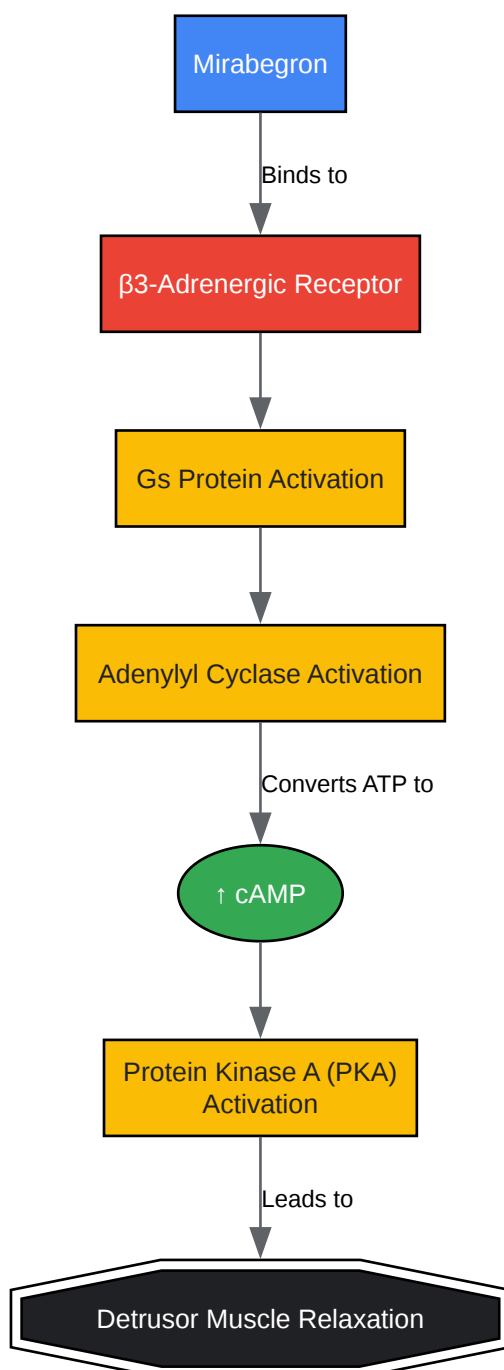 Mirabegron
Binds to
β3-Adrenergic Receptor
Gs Protein Activation
Adenylyl Cyclase Activation
Converts ATP to
↑ cAMP
Protein Kinase A (PKA)
Activation
Leads to
Detrusor Muscle Relaxation